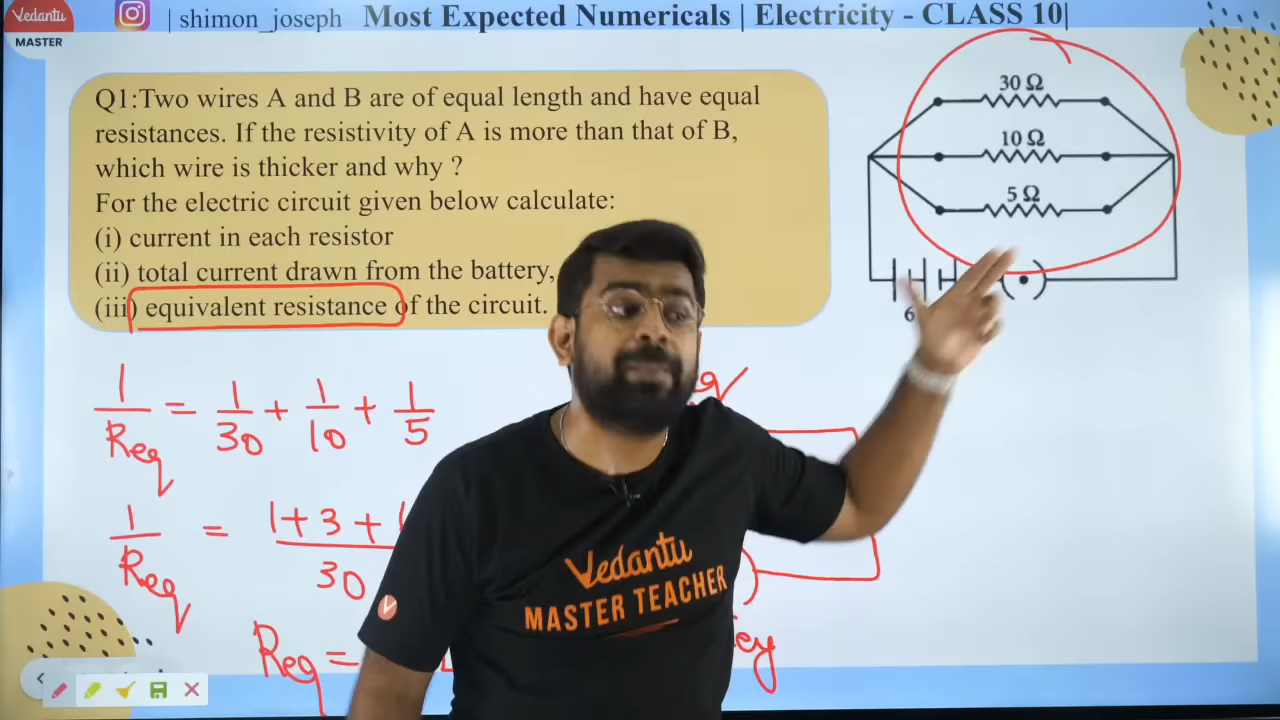 Vedantu
MASTER
| shimon_joseph
Most Expected Numericals | Electricity - CLASS 10|
Q1:Two wires A and B are of equal length and have equal
resistances. If the resistivity of A is more than that of B,
which wire is thicker and why ?
For the electric circuit given below calculate:
(i) current in each resistor
(ii) total current drawn from the battery,
(iii) equivalent resistance of the circuit.
30 Ω
10 Ω
5 Ω
6
1/Req = 1/30 + 1/10 + 1/5
1/Req = 1+3+ /30
Req =
ey
Vedantu
MASTER TEACHER